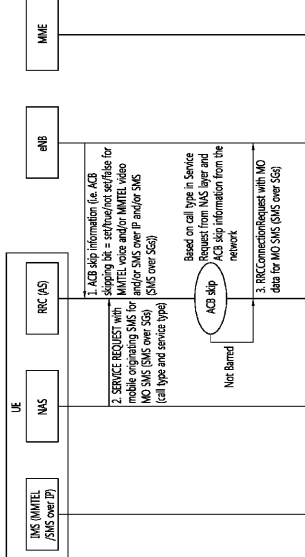 UE
IMS (MMTEL
/SMS over IP)
NAS
RRC (AS)
eNB
MME
1. ACB skip information (i.e. ACB
skipping bit = set/true/not set/false for
MMTEL voice and/or MMTEL video
and/or SMS over IP and/or SMS
(SMS over SGs))
2. SERVICE REQUEST with
mobile originating SMS for
MO SMS (SMS over SGs)
(call type and service type)
Based on call type in Service
Request from NAS layer and
ACB skip information from the
network
ACB skip
Not Barred
3. RRCConnectionRequest with MO
data for MO SMS (SMS over SGs)